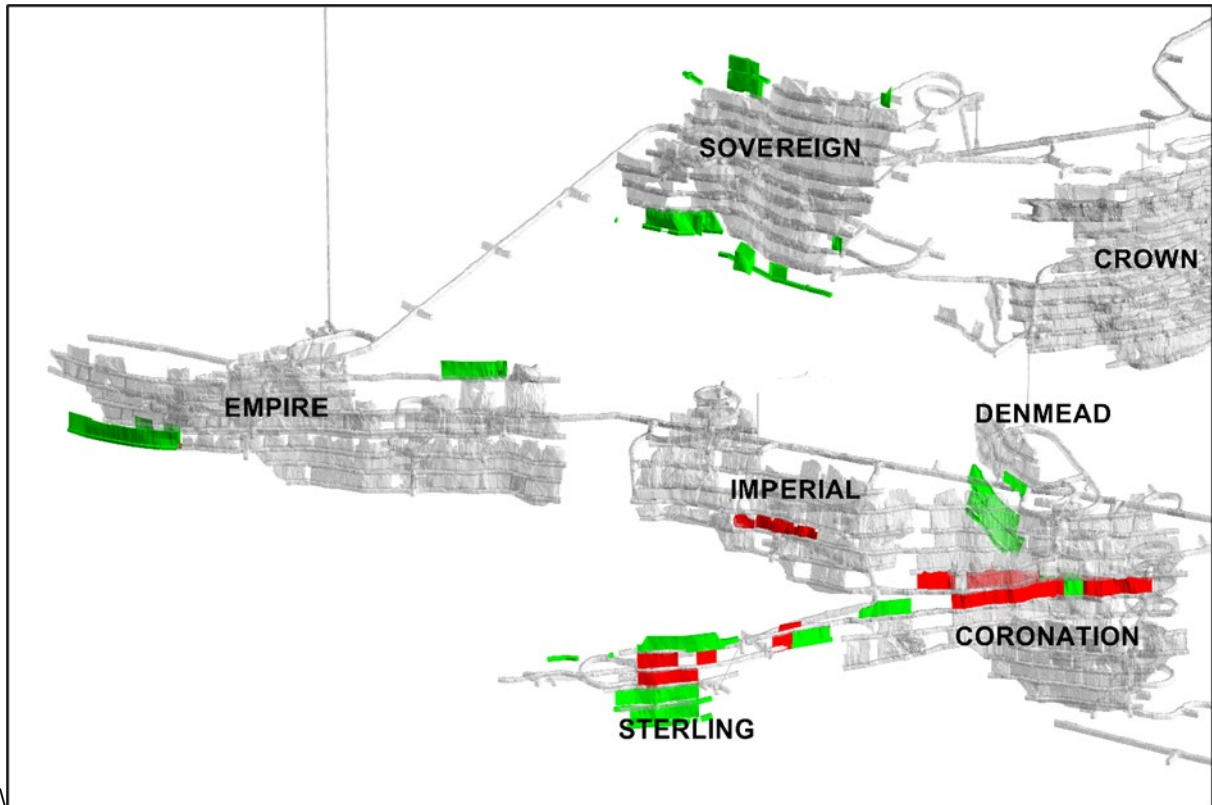 SOVEREIGN
CROWN
EMPIRE
DENMEAD
IMPERIAL
CORONATION
STERLING
\